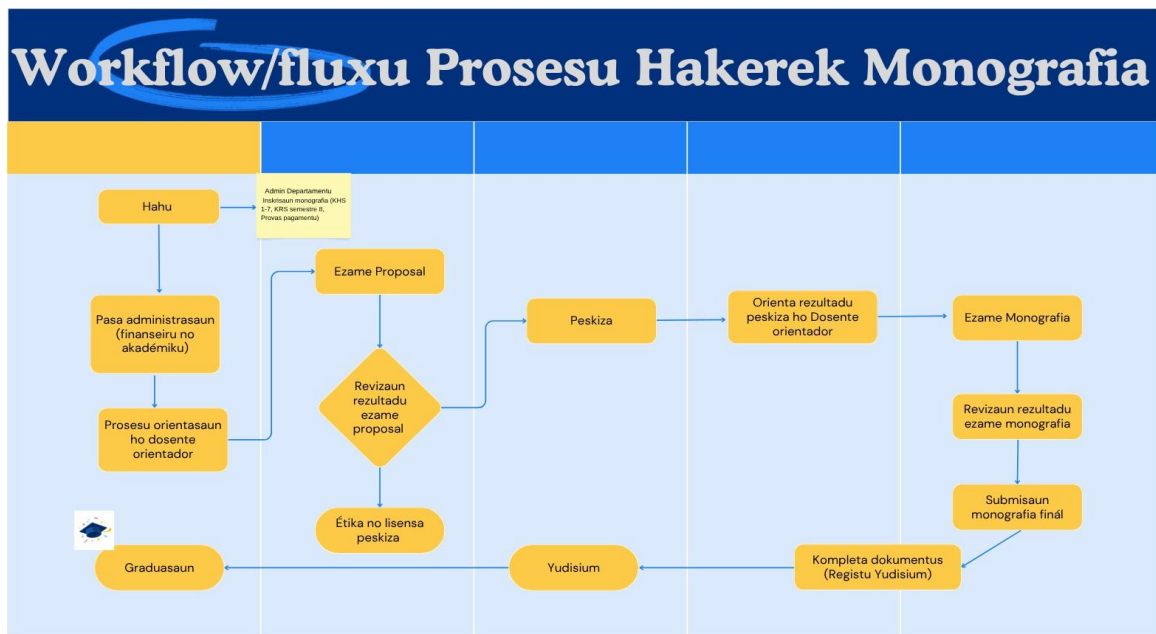 Workflow/fluxu Prosesu Hakerek Monografia
Hahu
Admin Departamentu
Inskrisaun monografia (KHS
1-7, KRS semestre 8,
Provas pagamentu)
Pasa administrasaun
(finanseiru no
akadémiku)
Prosesu orientasaun
ho dosente
orientador
Ezame Proposal
Revizaun
rezultadu
ezame
proposal
Étika no lisensa
peskiza
Peskiza
Orienta rezultadu
peskiza ho Dosente
orientador
Ezame Monografia
Revizaun rezultadu
ezame monografia
Submisaun
monografia finál
Kompleta dokumentus
(Registu Yudisium)
Yudisium
Graduasaun